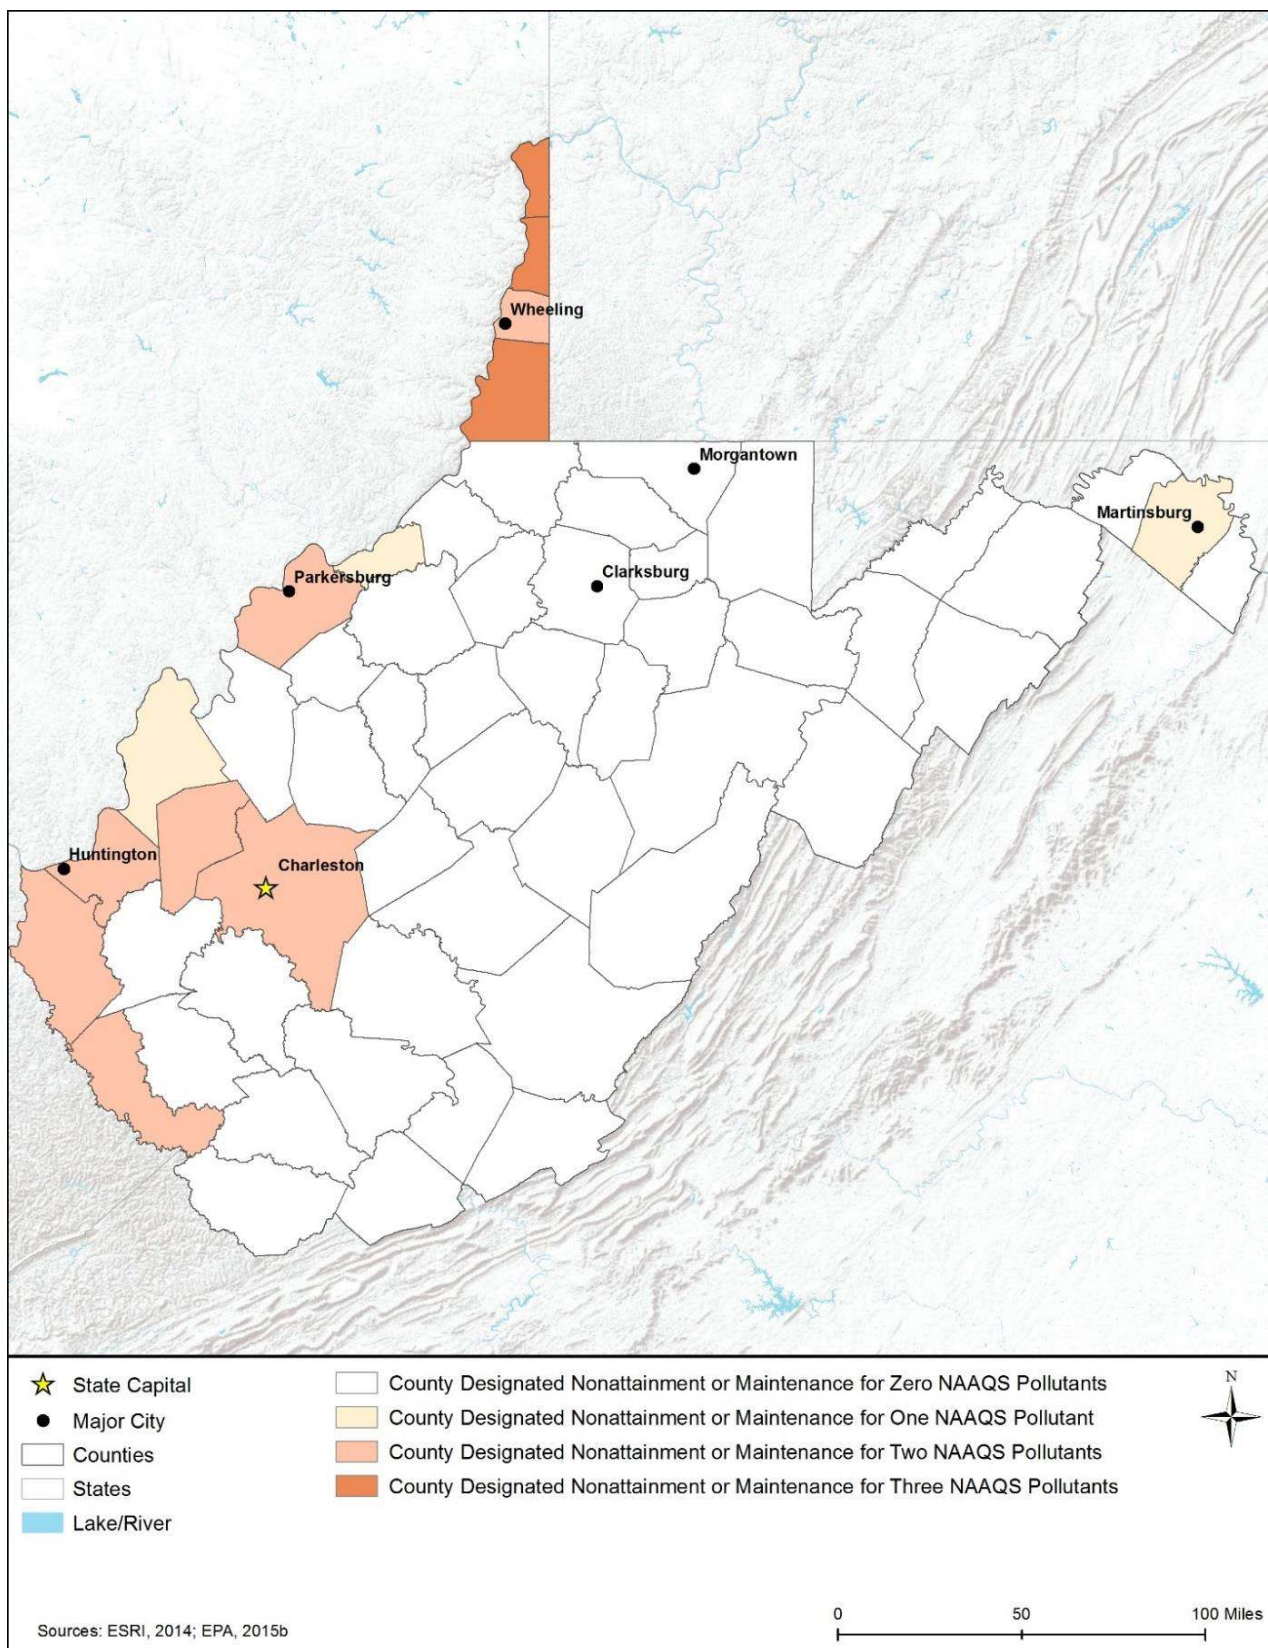 Wheeling
Morgantown
Martinsburg
Parkersburg
Clarksburg
Huntington
Charleston
State Capital
Major City
Counties
States
Lake/River
County Designated Nonattainment or Maintenance for Zero NAAQS Pollutants
County Designated Nonattainment or Maintenance for One NAAQS Pollutant
County Designated Nonattainment or Maintenance for Two NAAQS Pollutants
County Designated Nonattainment or Maintenance for Three NAAQS Pollutants
N
0 50 100 Miles
Sources: ESRI, 2014; EPA, 2015b